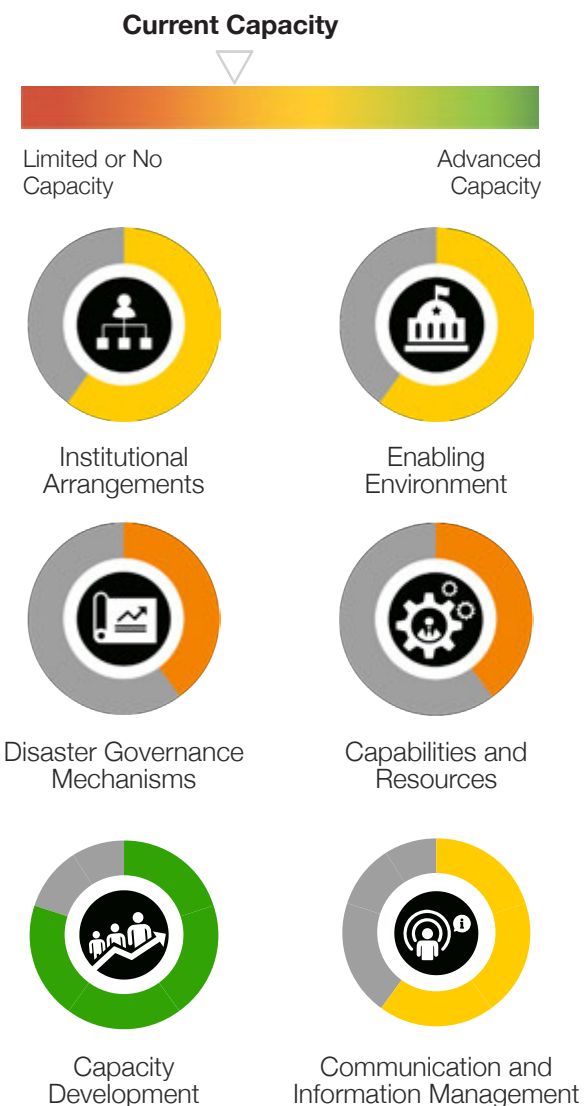 Current Capacity
Limited or No
Capacity
Advanced
Capacity
Institutional
Arrangements
Enabling
Environment
Disaster Governance
Mechanisms
Capabilities and
Resources
Capacity
Development
i
Communication and
Information Management